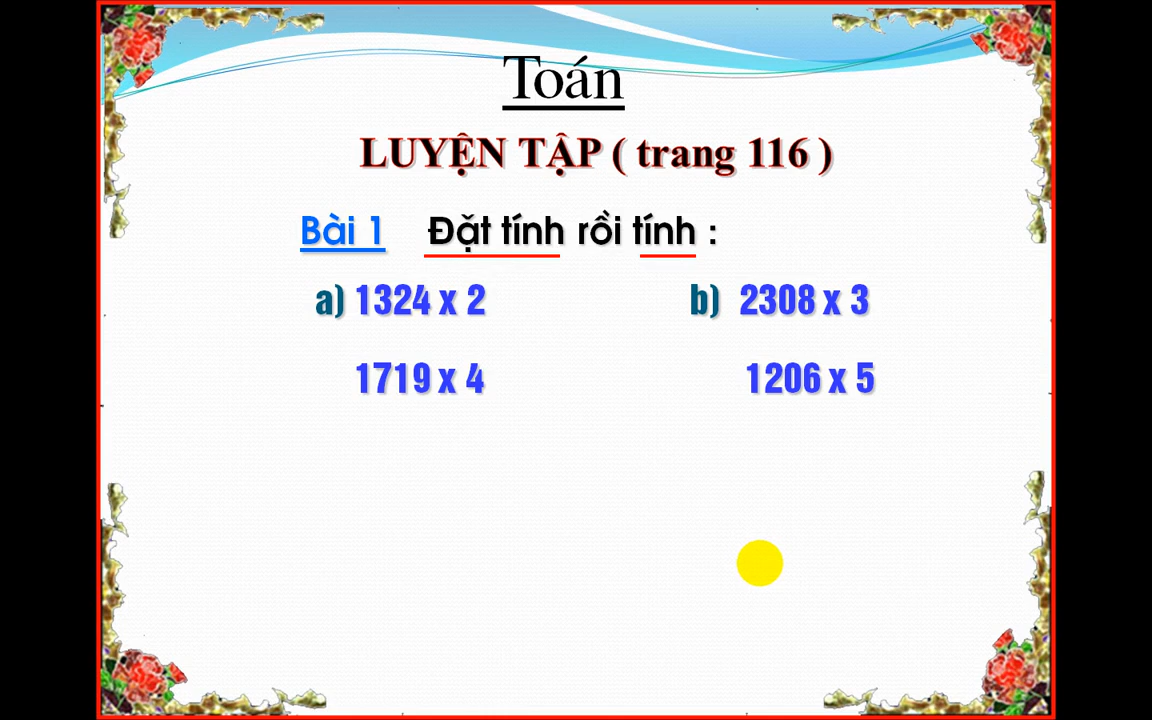 Toán
LUYỆN TẬP ( trang 116 )
Bài 1 Đặt tính rồi tính :
a) 1324 x 2 b) 2308 x 3
1719 x 4 1206 x 5